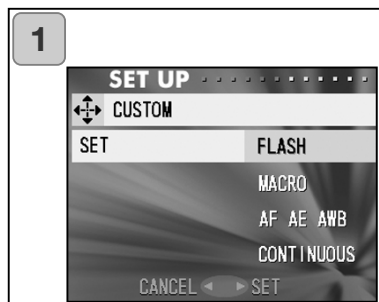 1
SET UP
CUSTOM
SET FLASH
MACRO
AF AE AWB
CONTINUOUS
CANCEL SET